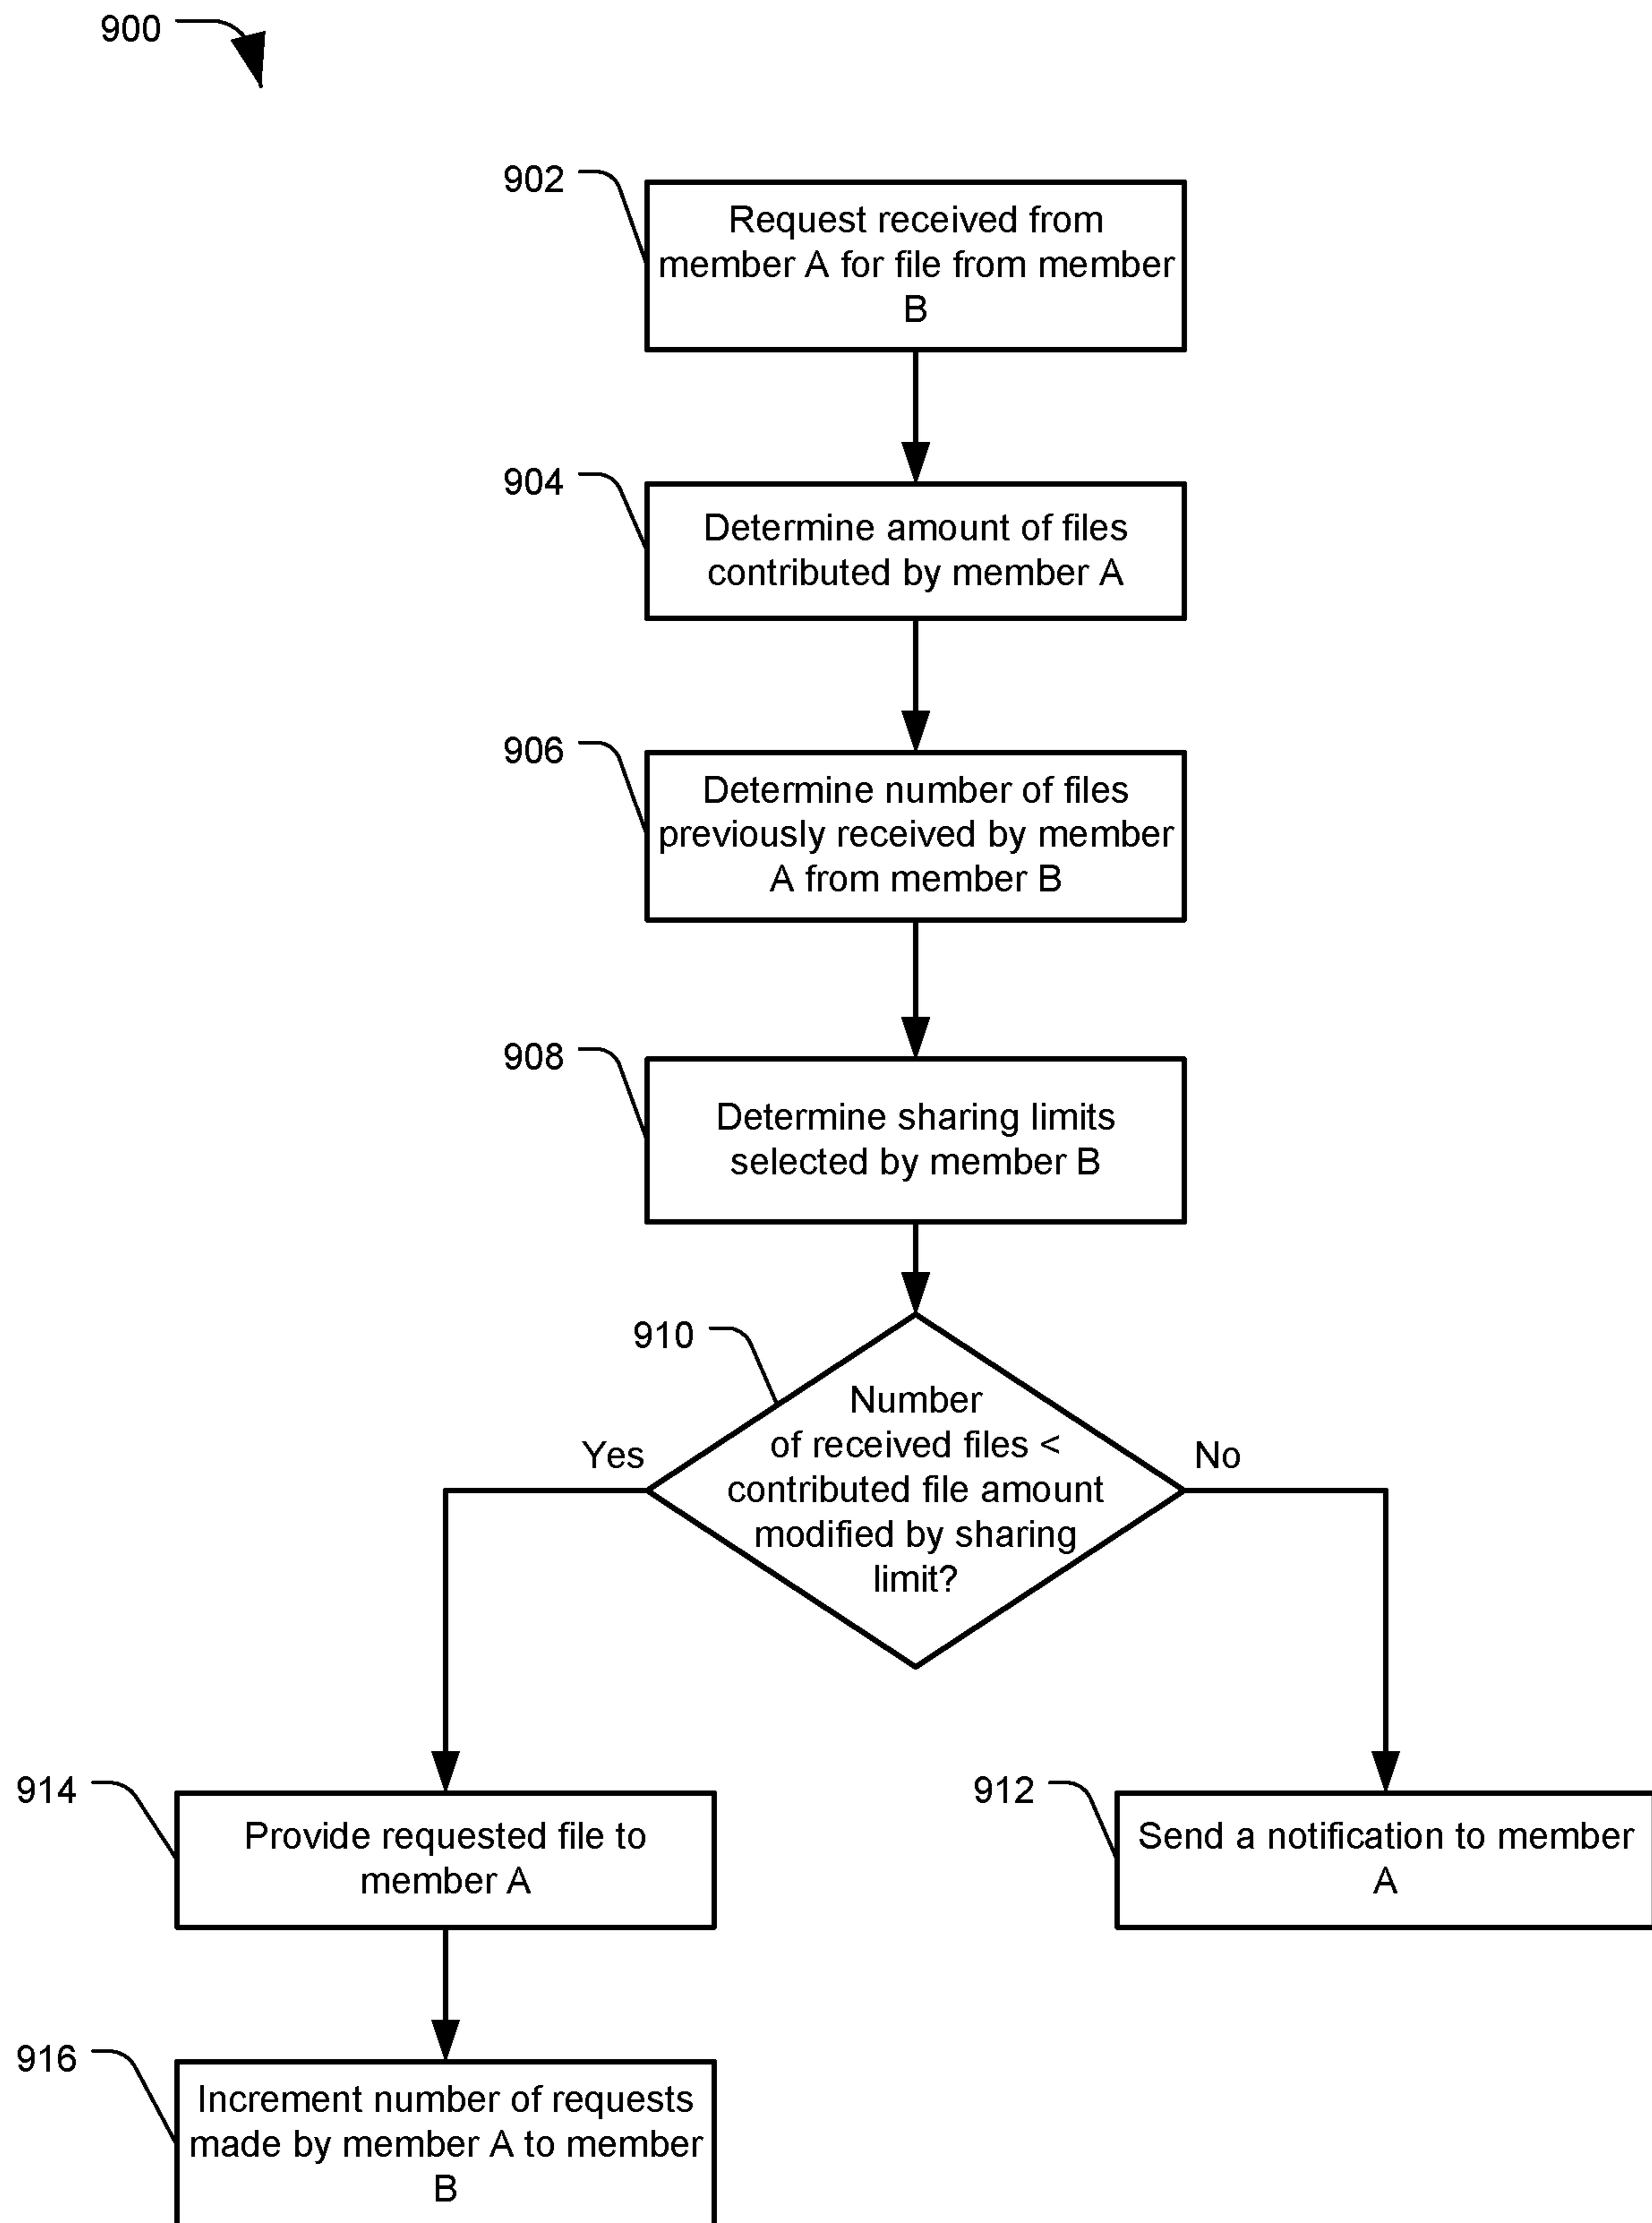 900
902
Request received from
member A for file from member
B
904
Determine amount of files
contributed by member A
906
Determine number of files
previously received by member
A from member B
908
Determine sharing limits
selected by member B
910
Number
of received files <
contributed file amount
modified by sharing
limit?
Yes
No
914
Provide requested file to
member A
912
Send a notification to member
A
916
Increment number of requests
made by member A to member
B